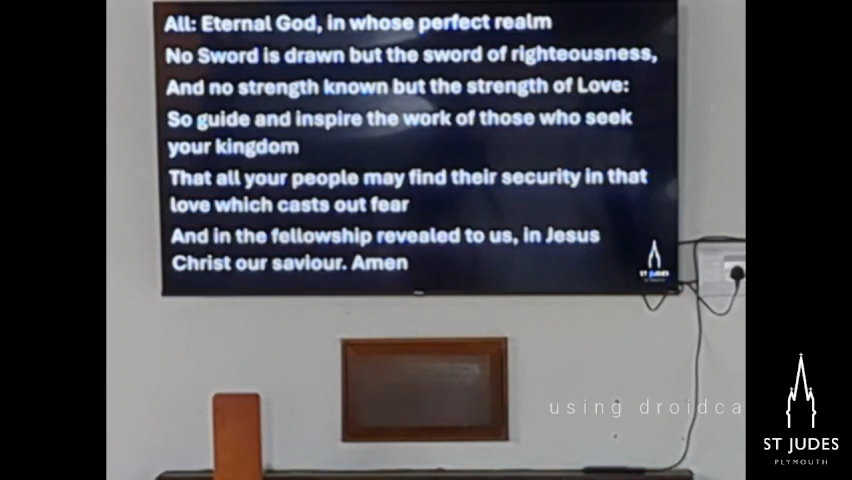 All: Eternal God, in whose perfect realm
No Sword is drawn but the sword of righteousness,
And no strength known but the strength of Love:
So guide and inspire the work of those who seek
your kingdom
That all your people may find their security in that
love which casts out fear
And in the fellowship revealed to us, in Jesus
Christ our saviour. Amen
ST JUDES
using droidca
ST JUDES
PLYMOUTH